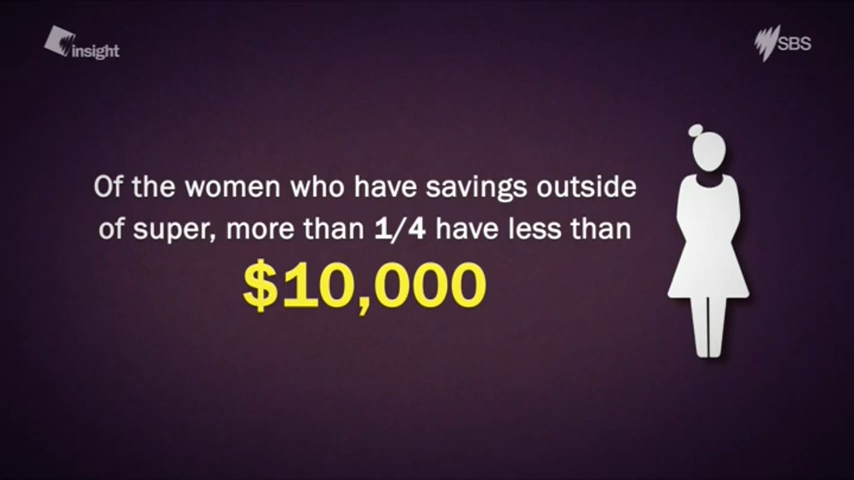 insight
SBS
Of the women who have savings outside
of super, more than 1/4 have less than
$10,000